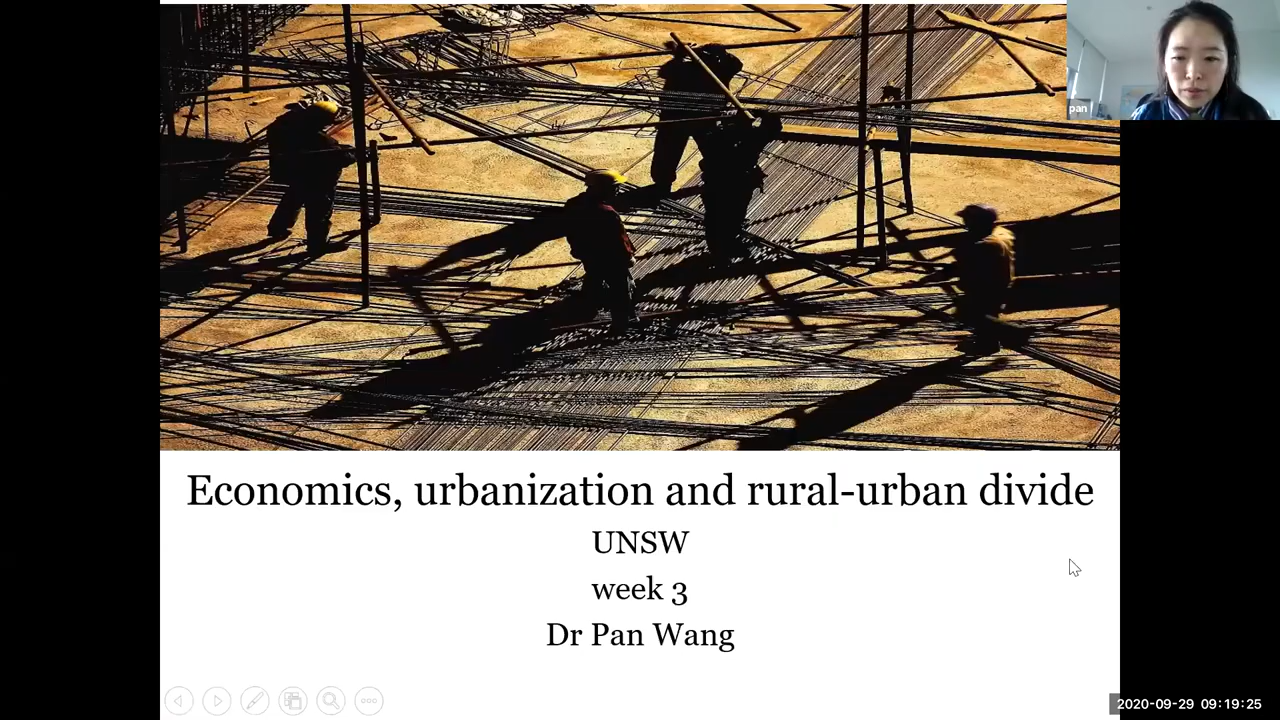 pan
Economics, urbanization and rural-urban divide
UNSW
week 3
Dr Pan Wang
2020-09-29 09:19:25